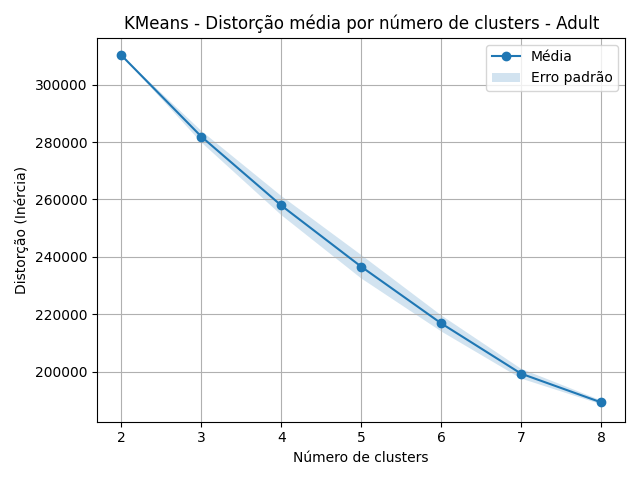 KMeans - Distorção média por número de clusters - Adult
Média
Erro padrão
Distorção (Inércia)
300000
280000
260000
240000
220000
200000
2 3 4 5 6 7 8
Número de clusters